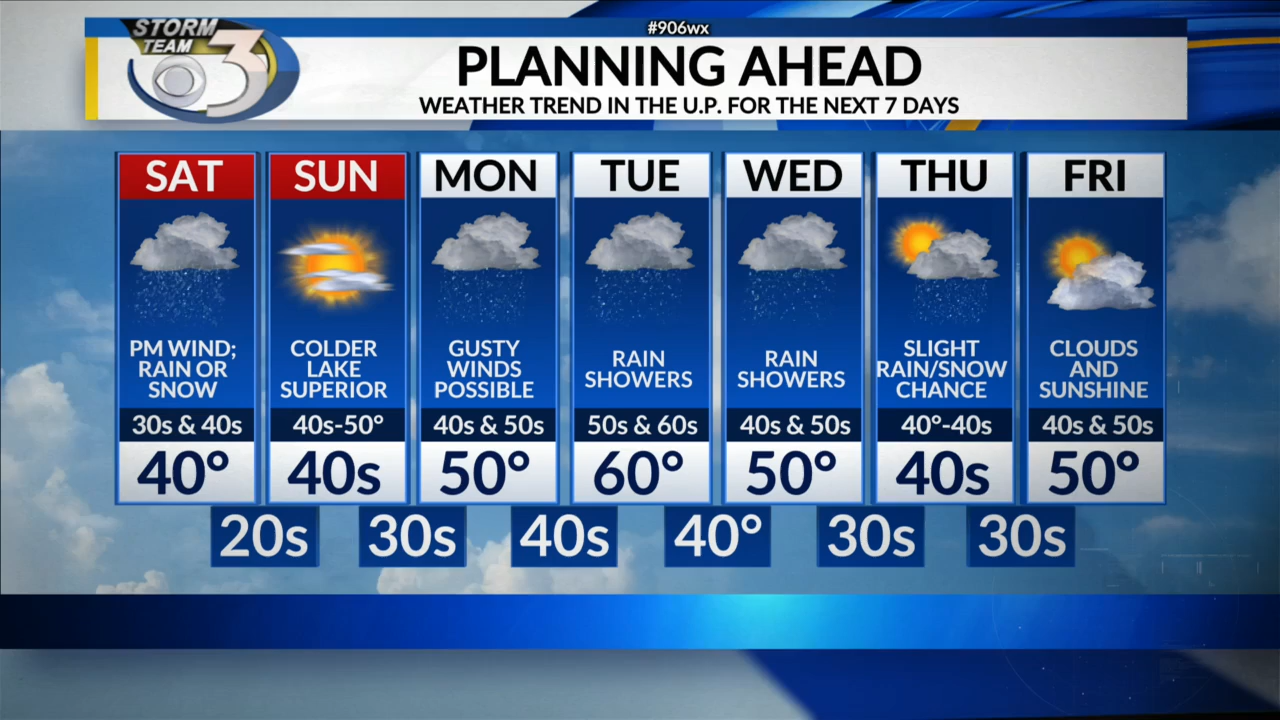 #906wx
STORM
TEAM
3
PLANNING AHEAD
WEATHER TREND IN THE U.P. FOR THE NEXT 7 DAYS
SAT
PM WIND;
RAIN OR
SNOW
30s & 40s
40°
SUN
COLDER
LAKE
SUPERIOR
40s-50°
40s
MON
GUSTY
WINDS
POSSIBLE
40s & 50s
50°
TUE
RAIN
SHOWERS
50s & 60s
60°
WED
RAIN
SHOWERS
40s & 50s
50°
THU
SLIGHT
RAIN/SNOW
CHANCE
40°-40s
40s
FRI
CLOUDS
AND
SUNSHINE
40s & 50s
50°
20s
30s
40s
40°
30s
30s